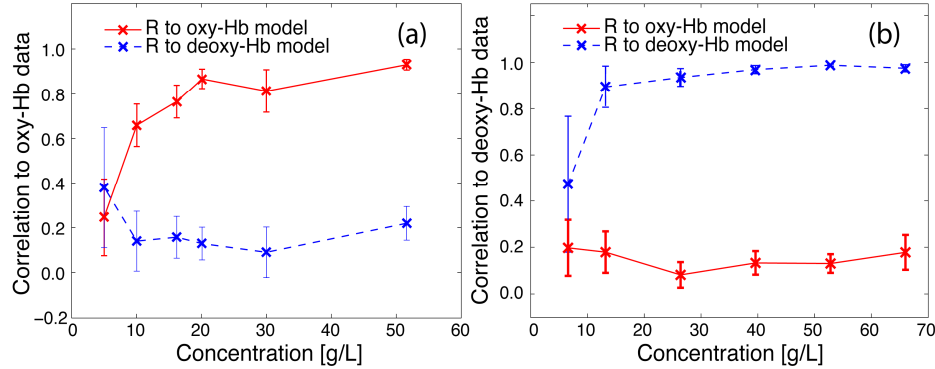 R to oxy-Hb model
R to deoxy-Hb model
(a)
Correlation to oxy-Hb data
1.0
0.8
0.6
0.4
0.2
0.0
−0.2
0
10
20
30
40
50
60
Concentration [g/L]
R to oxy-Hb model
R to deoxy-Hb model
(b)
Correlation to deoxy-Hb data
1.0
0.8
0.6
0.4
0.2
0.0
0
10
20
30
40
50
60
70
Concentration [g/L]